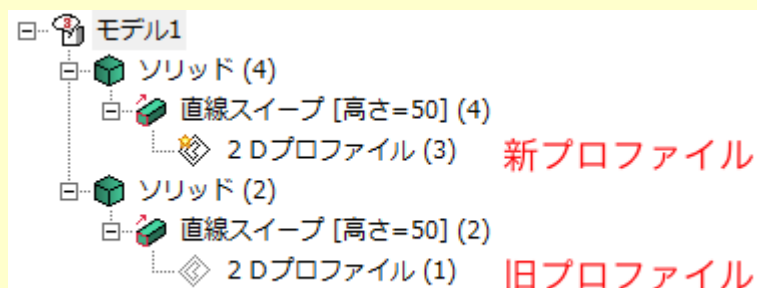 モデル1
ソリッド (4)
直線スイープ [高さ=50] (4)
2 Dプロファイル (3) 新プロファイル
ソリッド (2)
直線スイープ [高さ=50] (2)
2 Dプロファイル (1) 旧プロファイル